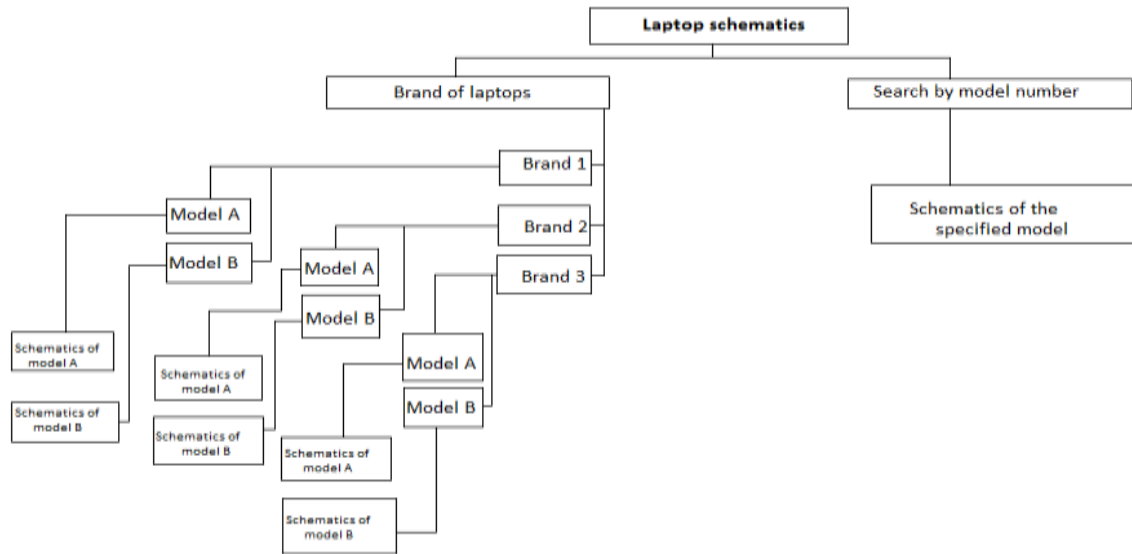 Laptop schematics
Brand of laptops
Search by model number
Brand 1
Model A
Brand 2
Schematics of the
specified model
Model B
Model A
Brand 3
Model B
Schematics of
model A
Model A
Schematics of
model A
Model B
Schematics of
model B
Schematics of
model B
Schematics of
model A
Schematics of
model B